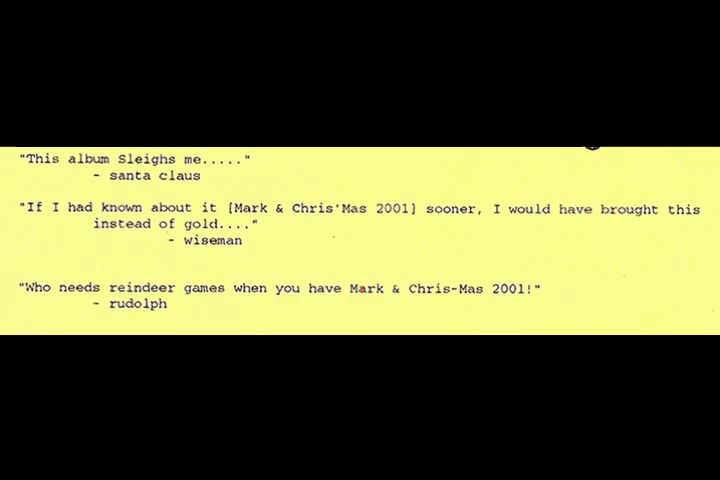 "This album Sleighs me....."
- santa claus
"If I had known about it [Mark & Chris'Mas 2001] sooner, I would have brought this
instead of gold...."
- wiseman
"Who needs reindeer games when you have Mark & Chris-Mas 2001!"
- rudolph